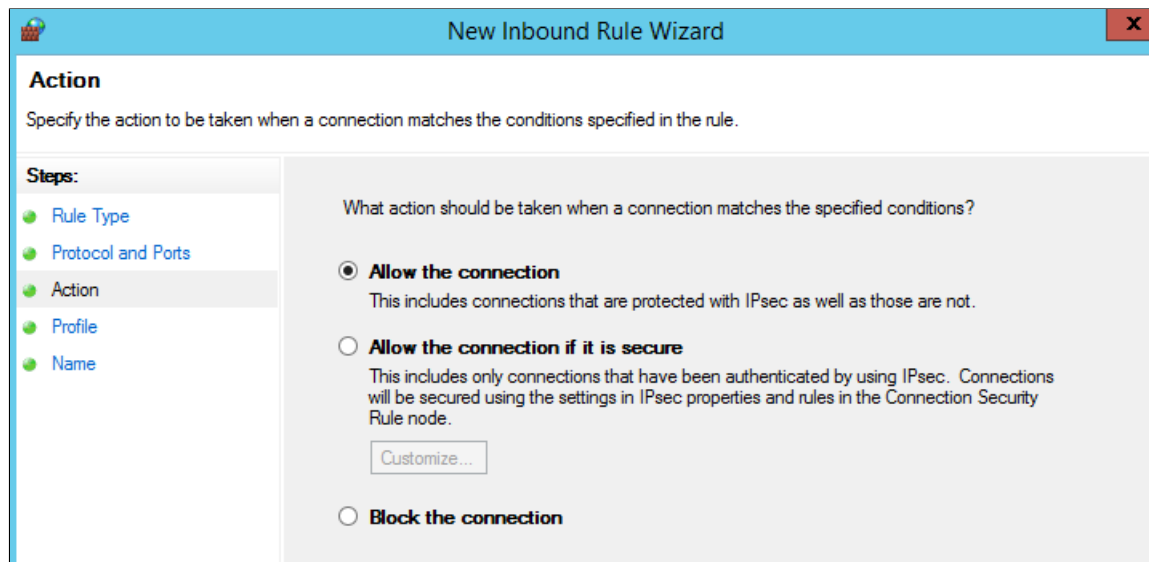 New Inbound Rule Wizard
x
Action
Specify the action to be taken when a connection matches the conditions specified in the rule.
Steps:
Rule Type
Protocol and Ports
Action
Profile
Name
What action should be taken when a connection matches the specified conditions?
Allow the connection
This includes connections that are protected with IPsec as well as those are not.
Allow the connection if it is secure
This includes only connections that have been authenticated by using IPsec. Connections
will be secured using the settings in IPsec properties and rules in the Connection Security
Rule node.
Customize...
Block the connection